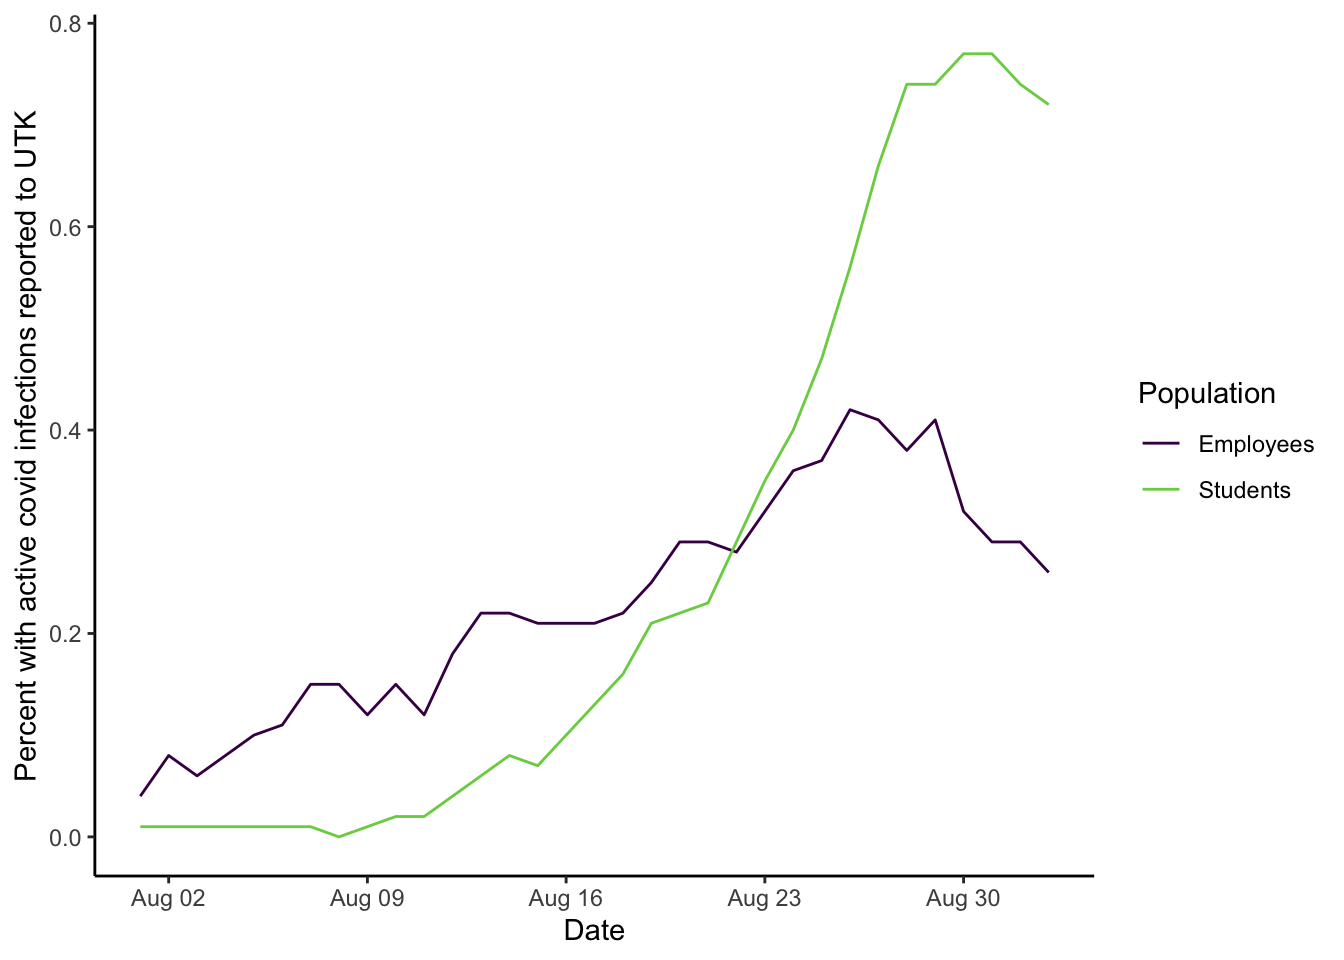 Percent with active covid infections reported to UTK
0.8
0.6
0.4
0.2
0.0
Aug 02
Aug 09
Aug 16
Aug 23
Aug 30
Date
Population
Employees
Students